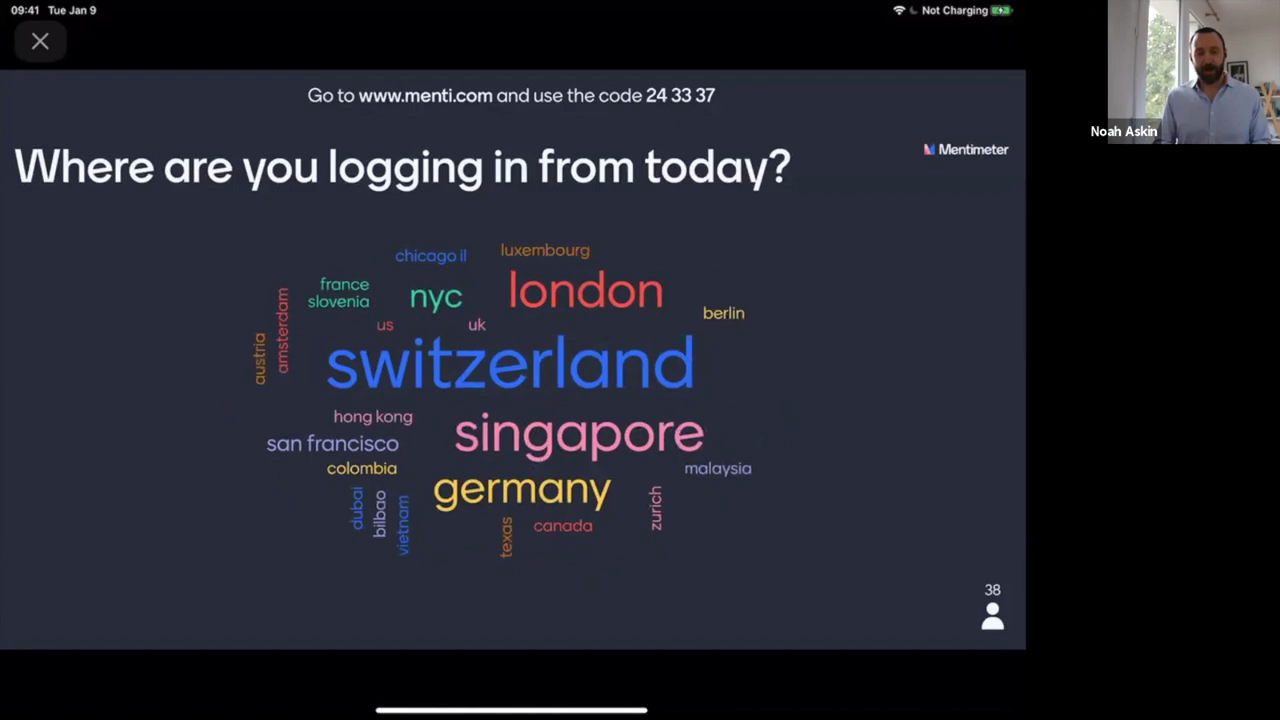 09:41 Tue Jan 9
Not Charging
Go to www.menti.com and use the code 24 33 37
Noah Askin
Mentimeter
Where are you logging in from today?
chicago il
luxembourg
france
slovenia
nyc
london
amsterdam
austria
us
uk
berlin
switzerland
hong kong
san francisco
singapore
colombia
malaysia
germany
dubai
bilbao
vietnam
texas
canada
zurich
38